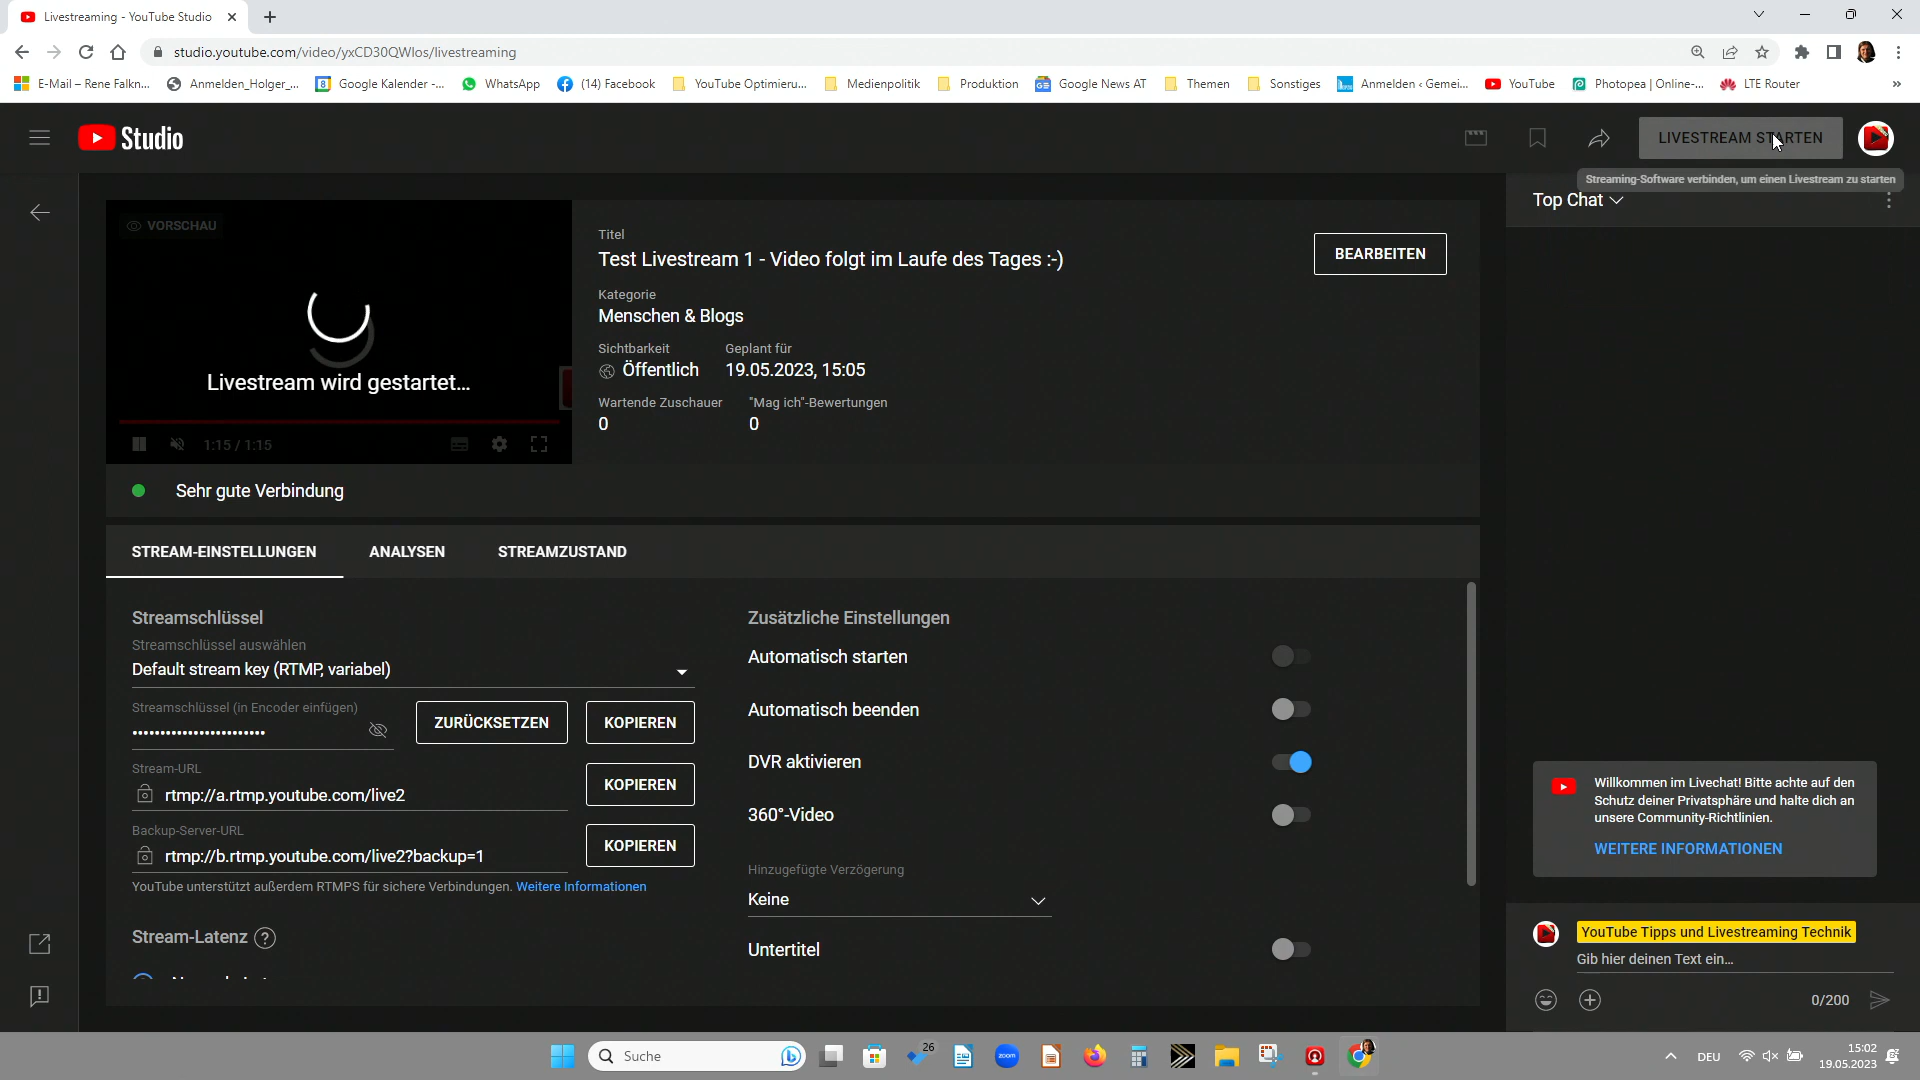 Livestreaming - YouTube Studio
studio.youtube.com/video/yxCD30QWlos/livestreaming
E-Mail – Rene Falkn...
Anmelden_Holger_...
Google Kalender -...
WhatsApp
(14) Facebook
YouTube Optimieru...
Medienpolitik
Produktion
Google News AT
Themen
Sonstiges
Anmelden ‹ Gemei...
YouTube
Photopea | Online-...
LTE Router
»
Studio
LIVESTREAM STARTEN
Streaming-Software verbinden, um einen Livestream zu starten
Top Chat
VORSCHAU
Livestream wird gestartet...
1:15 / 1:15
Titel
Test Livestream 1 - Video folgt im Laufe des Tages :-)
BEARBEITEN
Kategorie
Menschen & Blogs
Sichtbarkeit
Öffentlich
Geplant für
19.05.2023, 15:05
Wartende Zuschauer
0
"Mag ich"-Bewertungen
0
Sehr gute Verbindung
STREAM-EINSTELLUNGEN
ANALYSEN
STREAMZUSTAND
Streamschlüssel
Streamschlüssel auswählen
Default stream key (RTMP, variabel)
Streamschlüssel (in Encoder einfügen)
••••••••••••••••••••••••
ZURÜCKSETZEN
KOPIEREN
Stream-URL
rtmp://a.rtmp.youtube.com/live2
KOPIEREN
Backup-Server-URL
rtmp://b.rtmp.youtube.com/live2?backup=1
KOPIEREN
YouTube unterstützt außerdem RTMPS für sichere Verbindungen. Weitere Informationen
Stream-Latenz
Zusätzliche Einstellungen
Automatisch starten
Automatisch beenden
DVR aktivieren
360°-Video
Hinzugefügte Verzögerung
Keine
Untertitel
Willkommen im Livechat! Bitte achte auf den
Schutz deiner Privatsphäre und halte dich an
unsere Community-Richtlinien.
WEITERE INFORMATIONEN
YouTube Tipps und Livestreaming Technik
Gib hier deinen Text ein...
0/200
Suche
26
zoom
DEU
15:02
19.05.2023